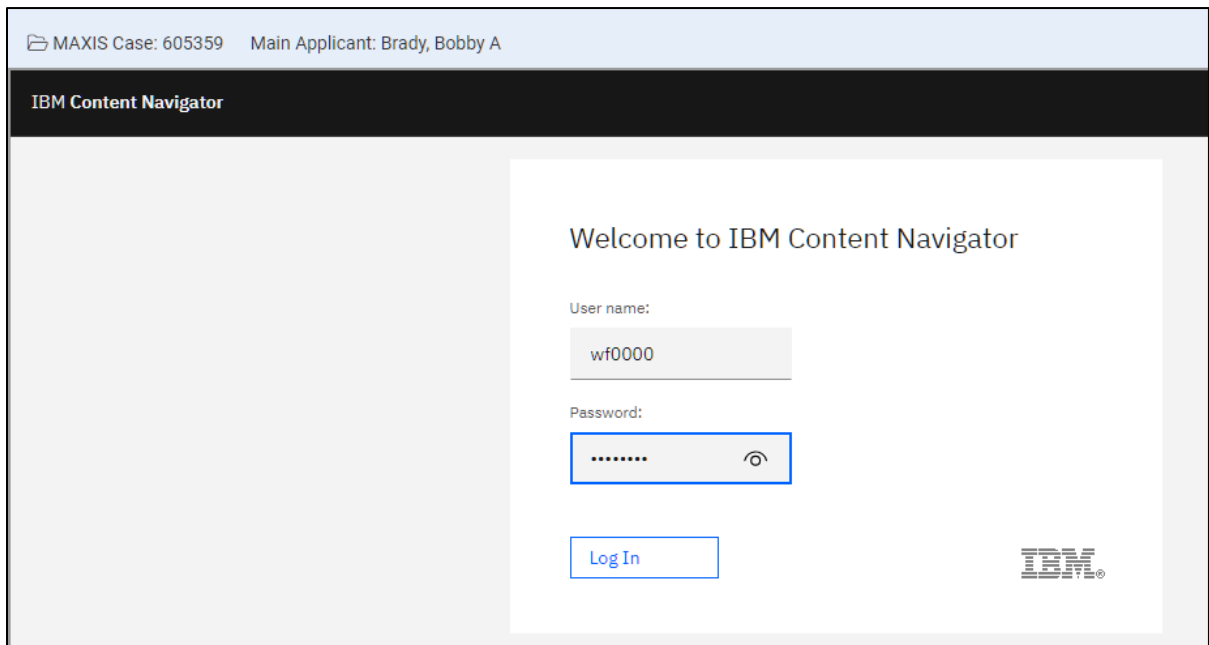 MAXIS Case: 605359 Main Applicant: Brady, Bobby A
IBM Content Navigator
Welcome to IBM Content Navigator
User name:
wf0000
Password:
••••••••
Log In
IBM®